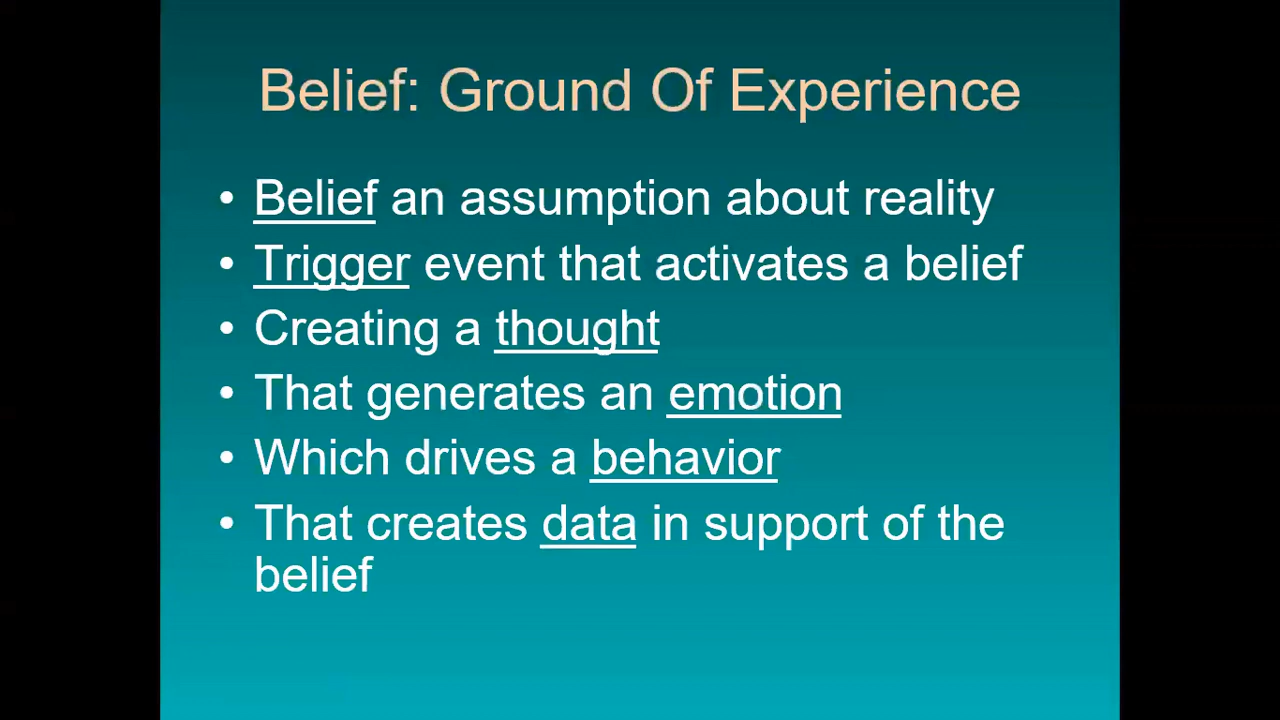 Belief: Ground Of Experience
• Belief an assumption about reality
• Trigger event that activates a belief
• Creating a thought
• That generates an emotion
• Which drives a behavior
• That creates data in support of the
belief